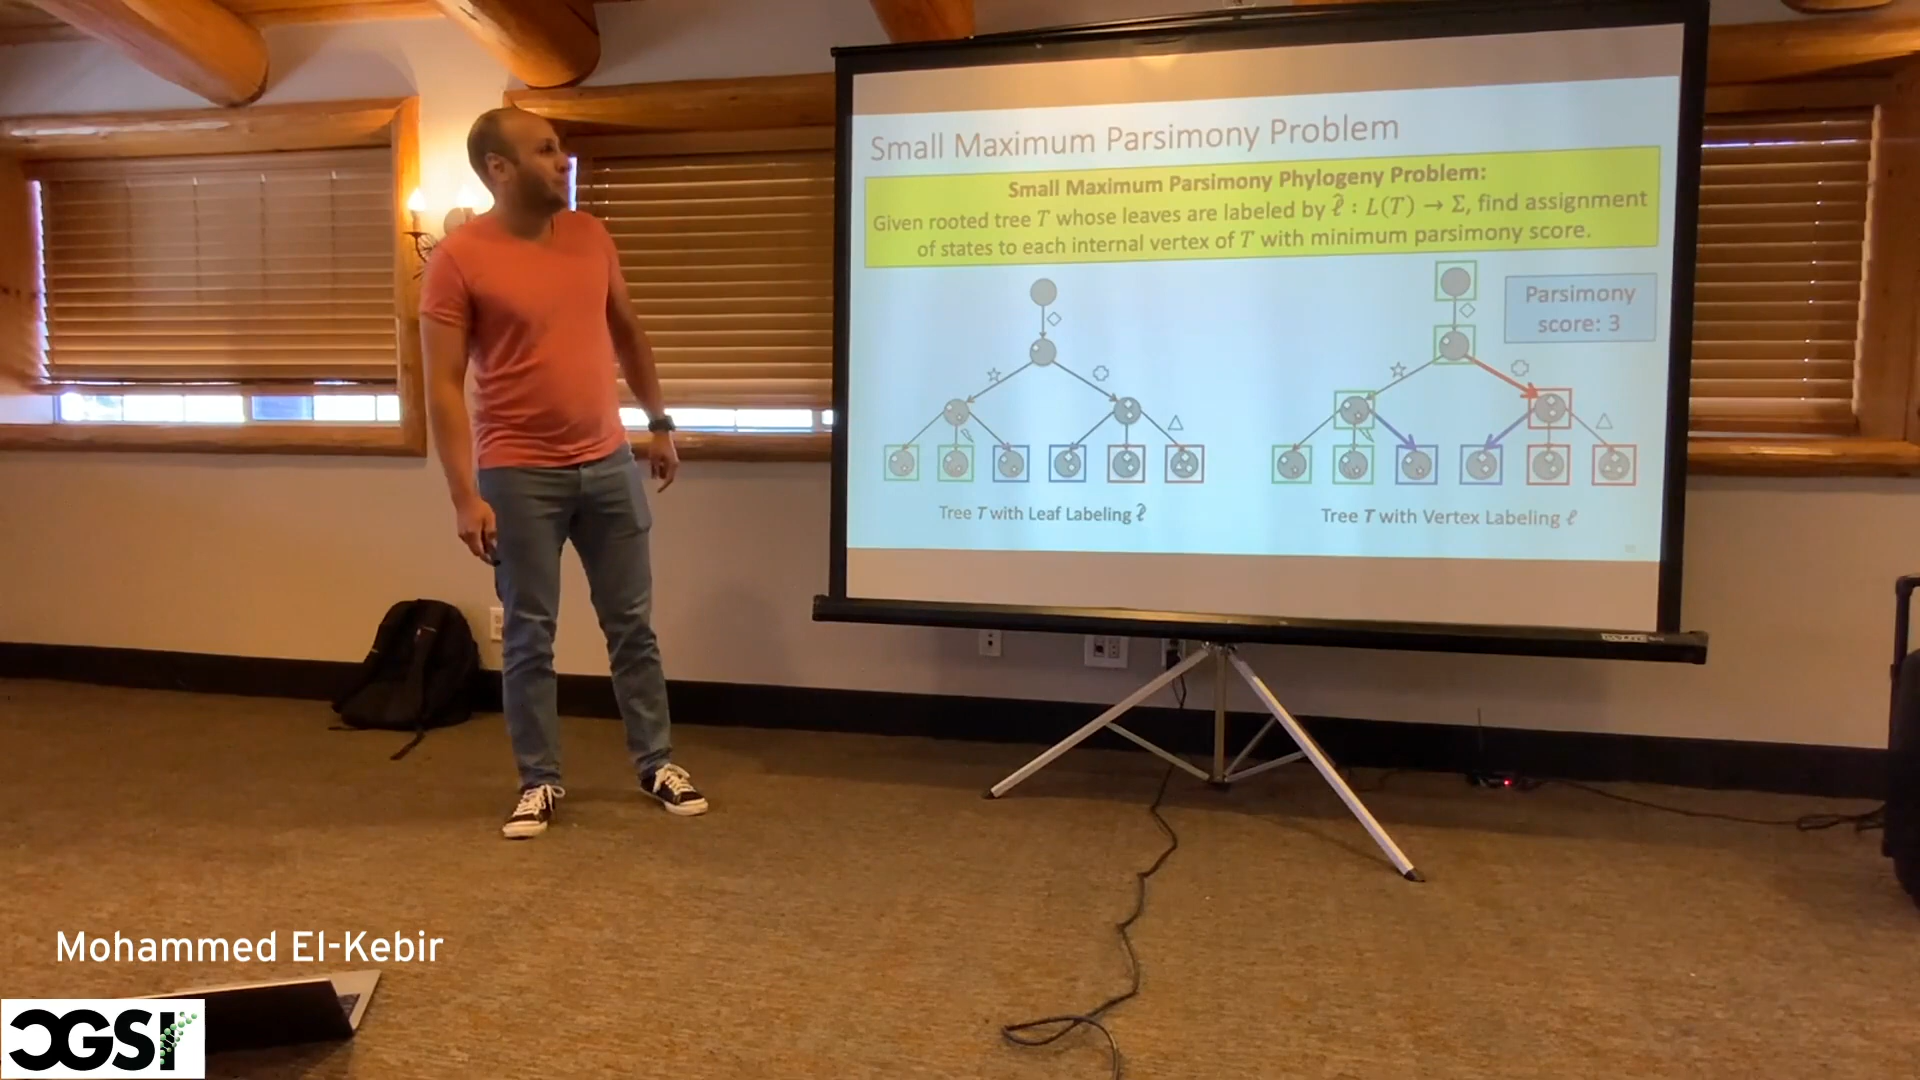 Small Maximum Parsimony Problem
Small Maximum Parsimony Phylogeny Problem:
Given rooted tree T whose leaves are labeled by ℓ̂ : L(T) → Σ, find assignment
of states to each internal vertex of T with minimum parsimony score.
Parsimony
score: 3
Tree T with Leaf Labeling ℓ̂
Tree T with Vertex Labeling ℓ
Mohammed El-Kebir
CGSI